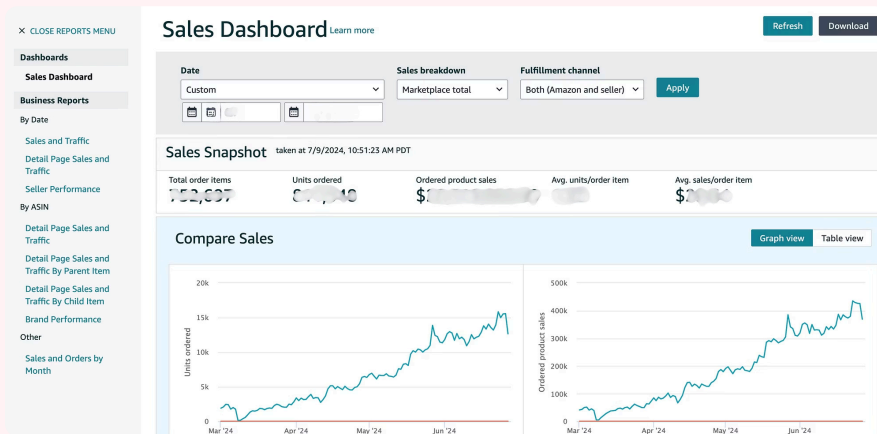 × CLOSE REPORTS MENU
Dashboards
Sales Dashboard
Business Reports
By Date
Sales and Traffic
Detail Page Sales and
Traffic
Seller Performance
By ASIN
Detail Page Sales and
Traffic
Detail Page Sales and
Traffic By Parent Item
Detail Page Sales and
Traffic By Child Item
Brand Performance
Other
Sales and Orders by
Month
Sales Dashboard Learn more
Refresh Download
Date Sales breakdown Fulfillment channel
Custom Marketplace total Both (Amazon and seller) Apply
Sales Snapshot taken at 7/9/2024, 10:51:23 AM PDT
Total order items Units ordered Ordered product sales Avg. units/order item Avg. sales/order item
$ $
Compare Sales
Graph view Table view
Units ordered
20k
15k
10k
5k
0
Mar '24 Apr '24 May '24 Jun '24
Ordered product sales
500k
400k
300k
200k
100k
0
Mar '24 Apr '24 May '24 Jun '24